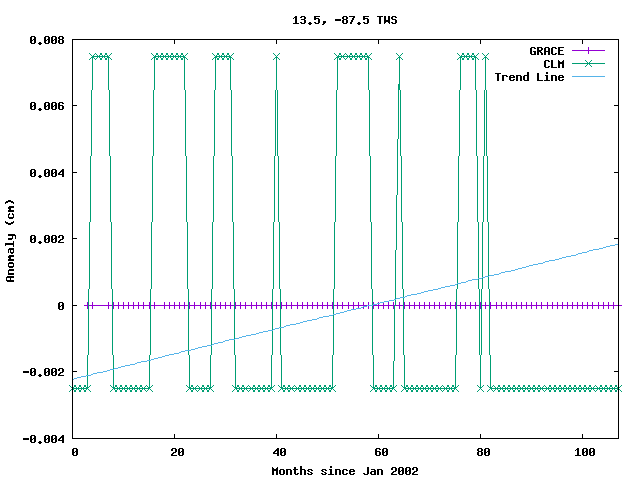 13.5, -87.5 TWS
GRACE
CLM
Trend Line
0.008
0.006
0.004
0.002
0
-0.002
-0.004
Anomaly (cm)
0 20 40 60 80 100
Months since Jan 2002